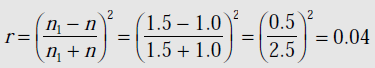 r = ( (n₁ − n) / (n₁ + n) )² = ( (1.5 − 1.0) / (1.5 + 1.0) )² = ( 0.5 / 2.5 )² = 0.04